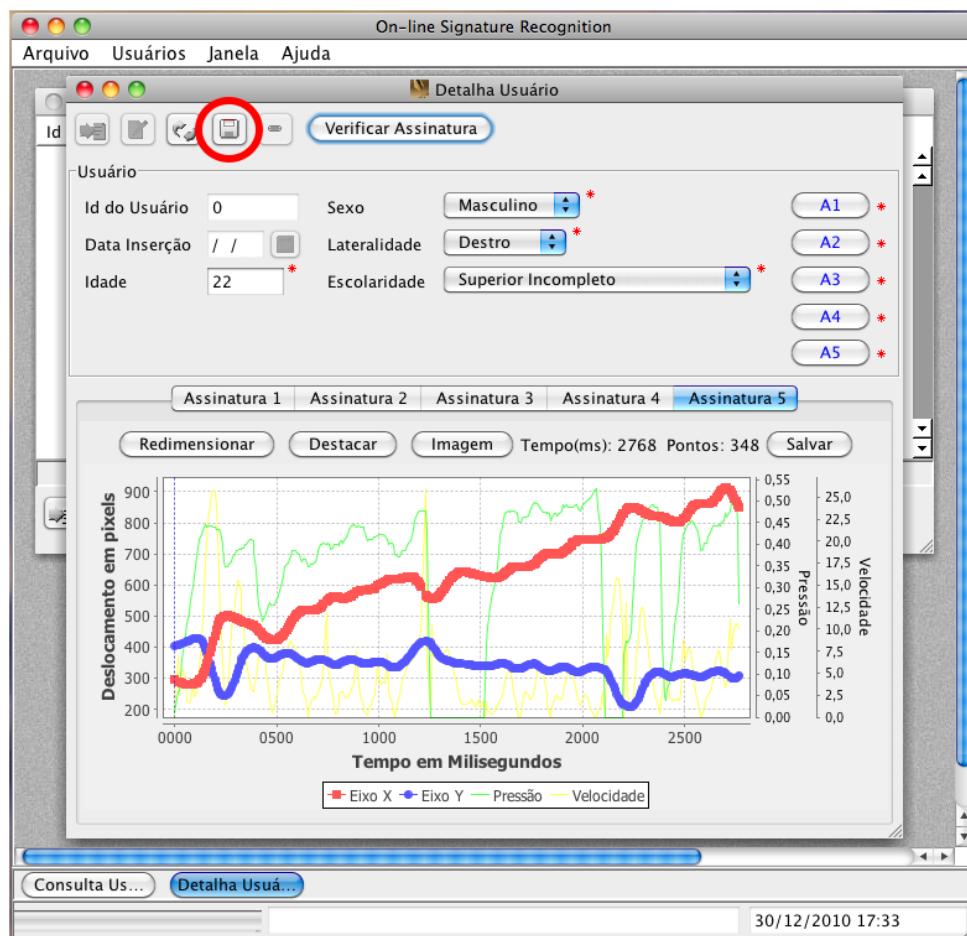 On-line Signature Recognition
Arquivo Usuários Janela Ajuda
Detalha Usuário
Id
Verificar Assinatura
Usuário
Id do Usuário 0 Sexo Masculino * A1 *
Data Inserção / / Lateralidade Destro * A2 *
Idade 22 * Escolaridade Superior Incompleto * A3 *
A4 *
A5 *
Assinatura 1 Assinatura 2 Assinatura 3 Assinatura 4 Assinatura 5
Redimensionar Destacar Imagem Tempo(ms): 2768 Pontos: 348 Salvar
Deslocamento em pixels
900
800
700
600
500
400
300
200
0,55
0,50
0,45
0,40
0,35
0,30
0,25
0,20
0,15
0,10
0,05
0,00
Pressão
25,0
22,5
20,0
17,5
15,0
12,5
10,0
7,5
5,0
2,5
0,0
Velocidade
0000 0500 1000 1500 2000 2500
Tempo em Milisegundos
Eixo X Eixo Y Pressão Velocidade
Consulta Us... Detalha Usuá...
30/12/2010 17:33